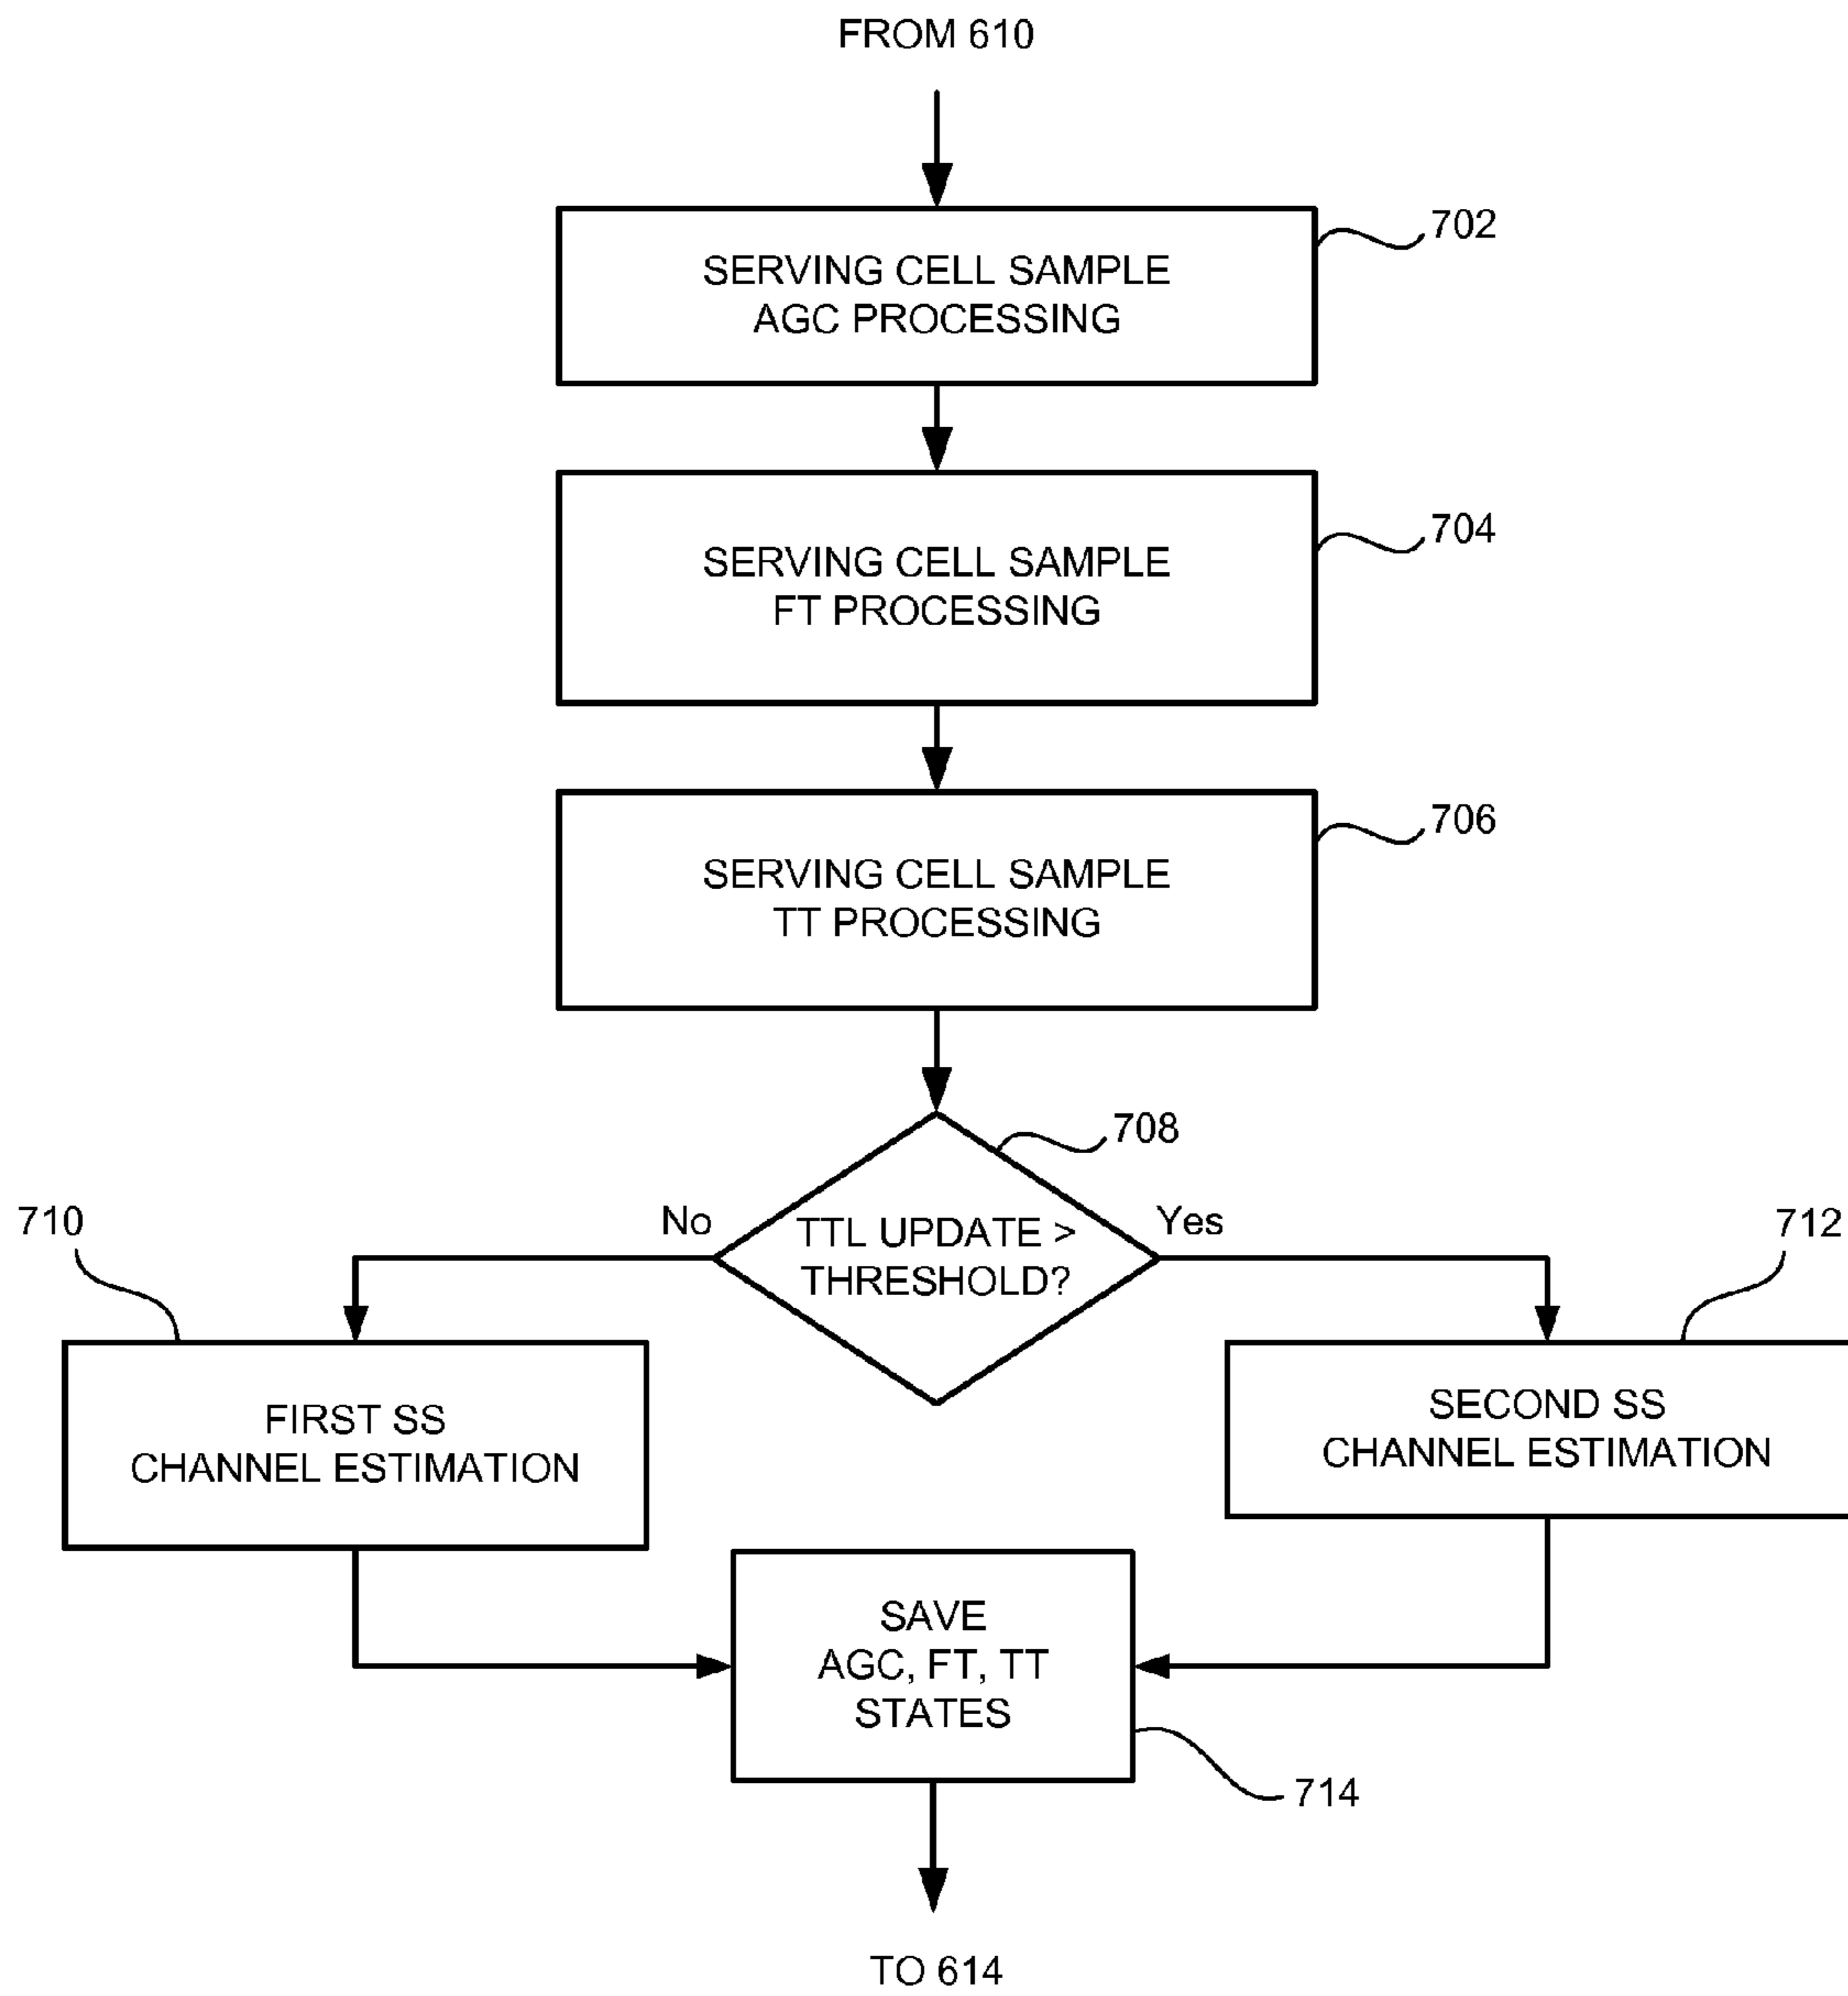 FROM 610
702
SERVING CELL SAMPLE
AGC PROCESSING
704
SERVING CELL SAMPLE
FT PROCESSING
706
SERVING CELL SAMPLE
TT PROCESSING
708
710
No
TTL UPDATE >
THRESHOLD?
Yes
712
FIRST SS
CHANNEL ESTIMATION
SECOND SS
CHANNEL ESTIMATION
SAVE
AGC, FT, TT
STATES
714
TO 614